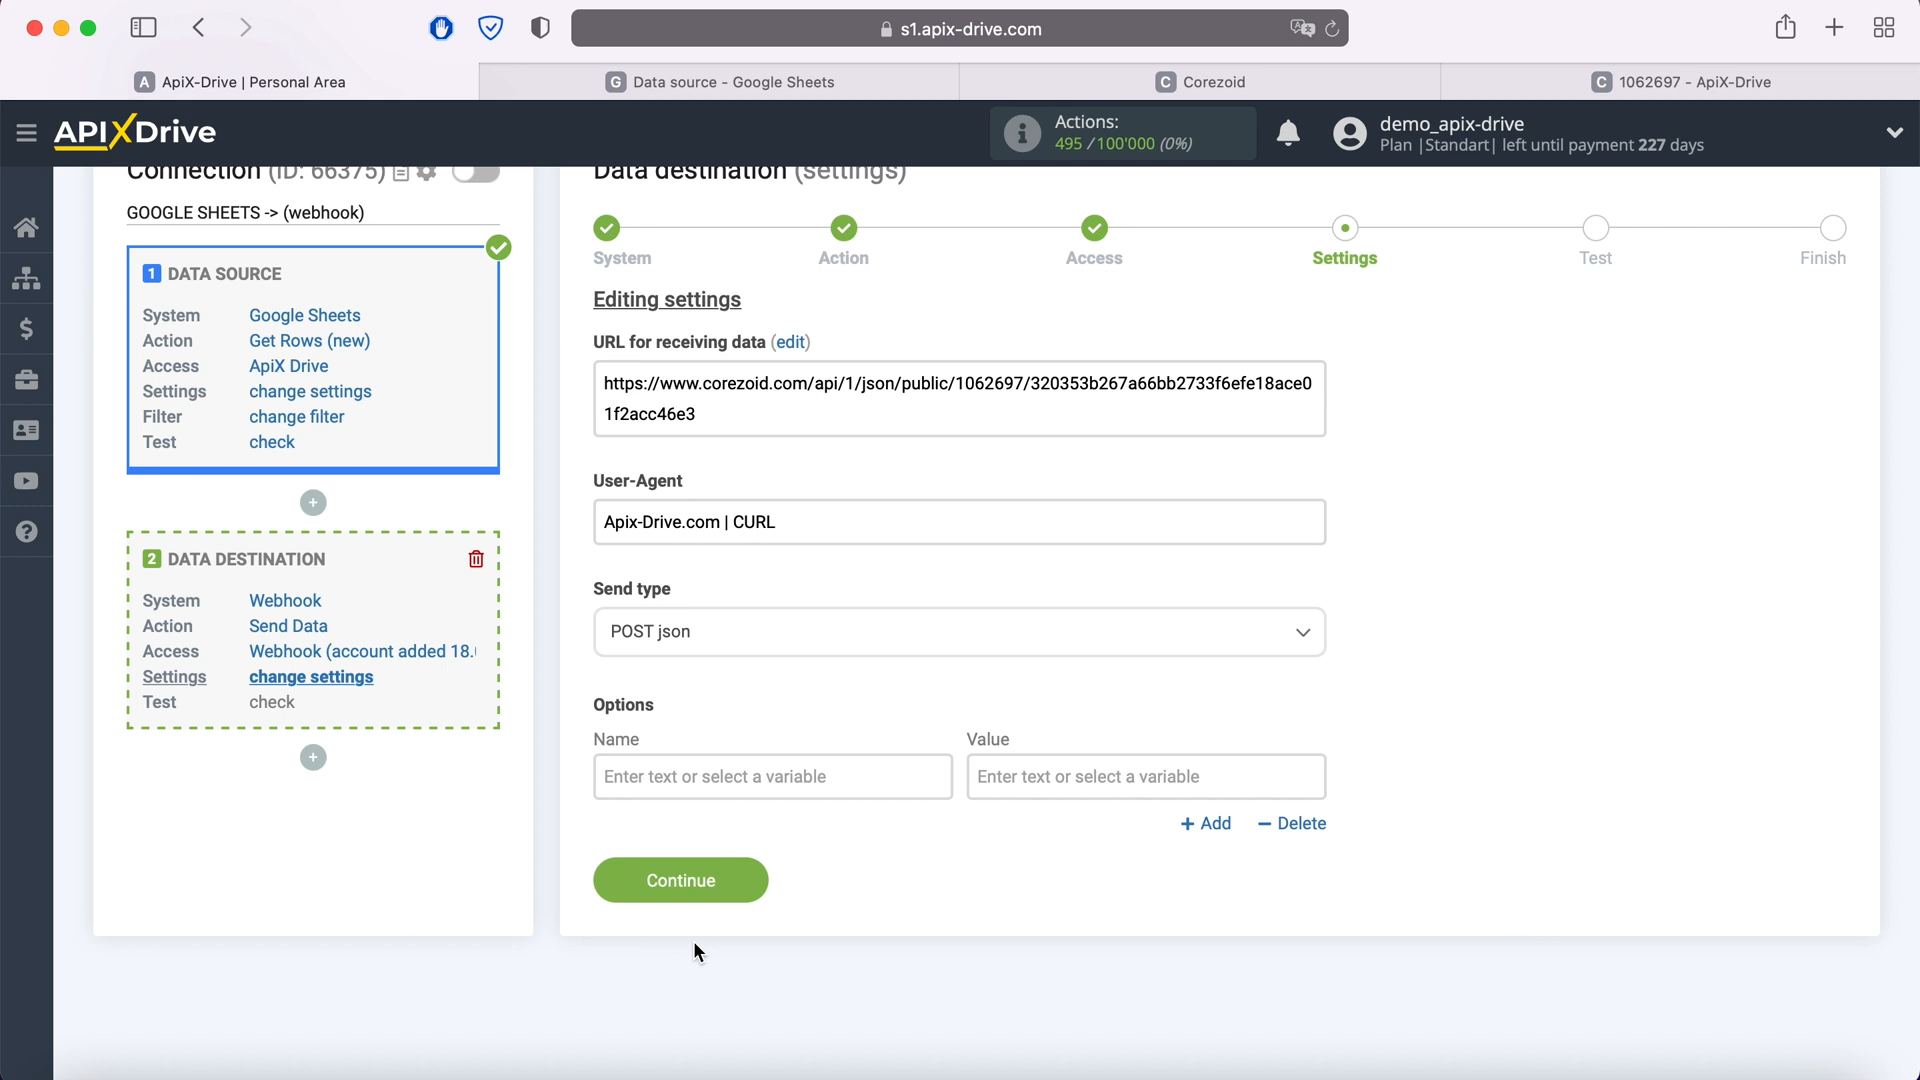 s1.apix-drive.com
A ApiX-Drive | Personal Area
G Data source - Google Sheets
C Corezoid
C 1062697 - ApiX-Drive
APIXDrive
Actions:
495 / 100'000 (0%)
demo_apix-drive
Plan |Standart| left until payment 227 days
Connection (ID: 66375)
GOOGLE SHEETS -> (webhook)
1 DATA SOURCE
System Google Sheets
Action Get Rows (new)
Access ApiX Drive
Settings change settings
Filter change filter
Test check
2 DATA DESTINATION
System Webhook
Action Send Data
Access Webhook (account added 18.
Settings change settings
Test check
Data destination (settings)
System Action Access Settings Test Finish
Editing settings
URL for receiving data (edit)
https://www.corezoid.com/api/1/json/public/1062697/320353b267a66bb2733f6efe18ace0
1f2acc46e3
User-Agent
Apix-Drive.com | CURL
Send type
POST json
Options
Name Value
Enter text or select a variable Enter text or select a variable
+ Add − Delete
Continue